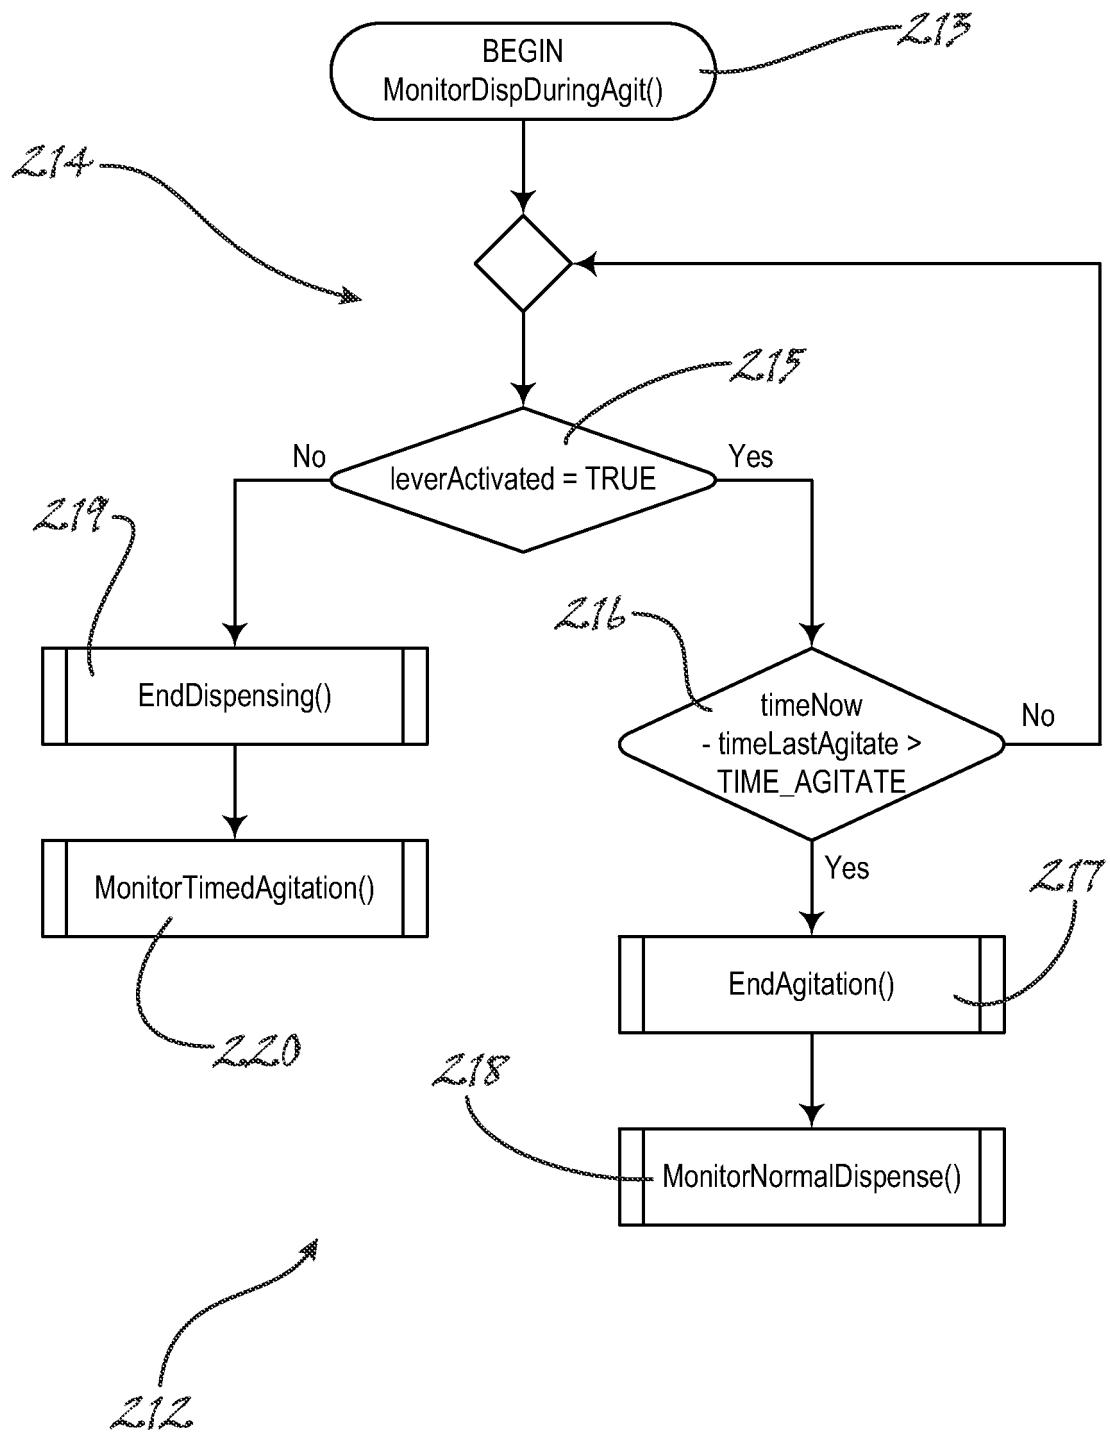 213
BEGIN
MonitorDispDuringAgit()
214
215
No
Yes
leverActivated = TRUE
219
216
EndDispensing()
timeNow
- timeLastAgitate >
TIME_AGITATE
No
MonitorTimedAgitation()
Yes
217
EndAgitation()
220
218
MonitorNormalDispense()
212